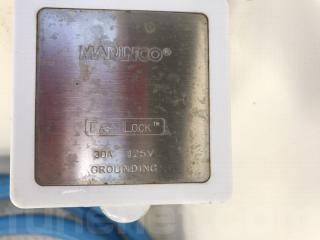 MARINCO®
EASY LOCK™
30A 125V
GROUNDING